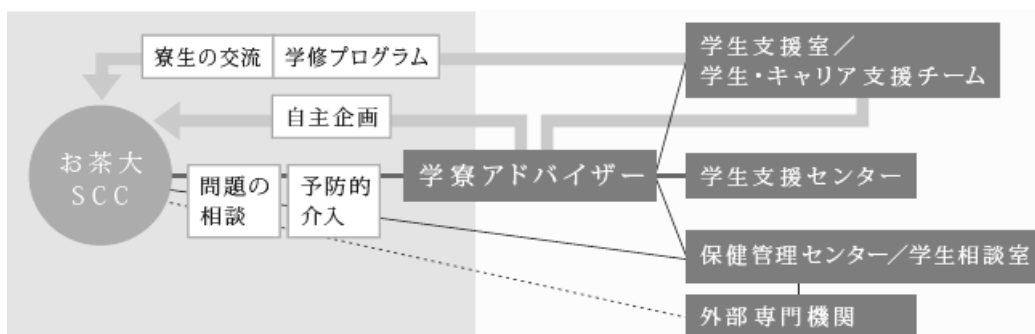 寮生の交流
学修プログラム
学生支援室／
学生・キャリア支援チーム
自主企画
お茶大
SCC
問題の
相談
予防的
介入
学寮アドバイザー
学生支援センター
保健管理センター／学生相談室
外部専門機関